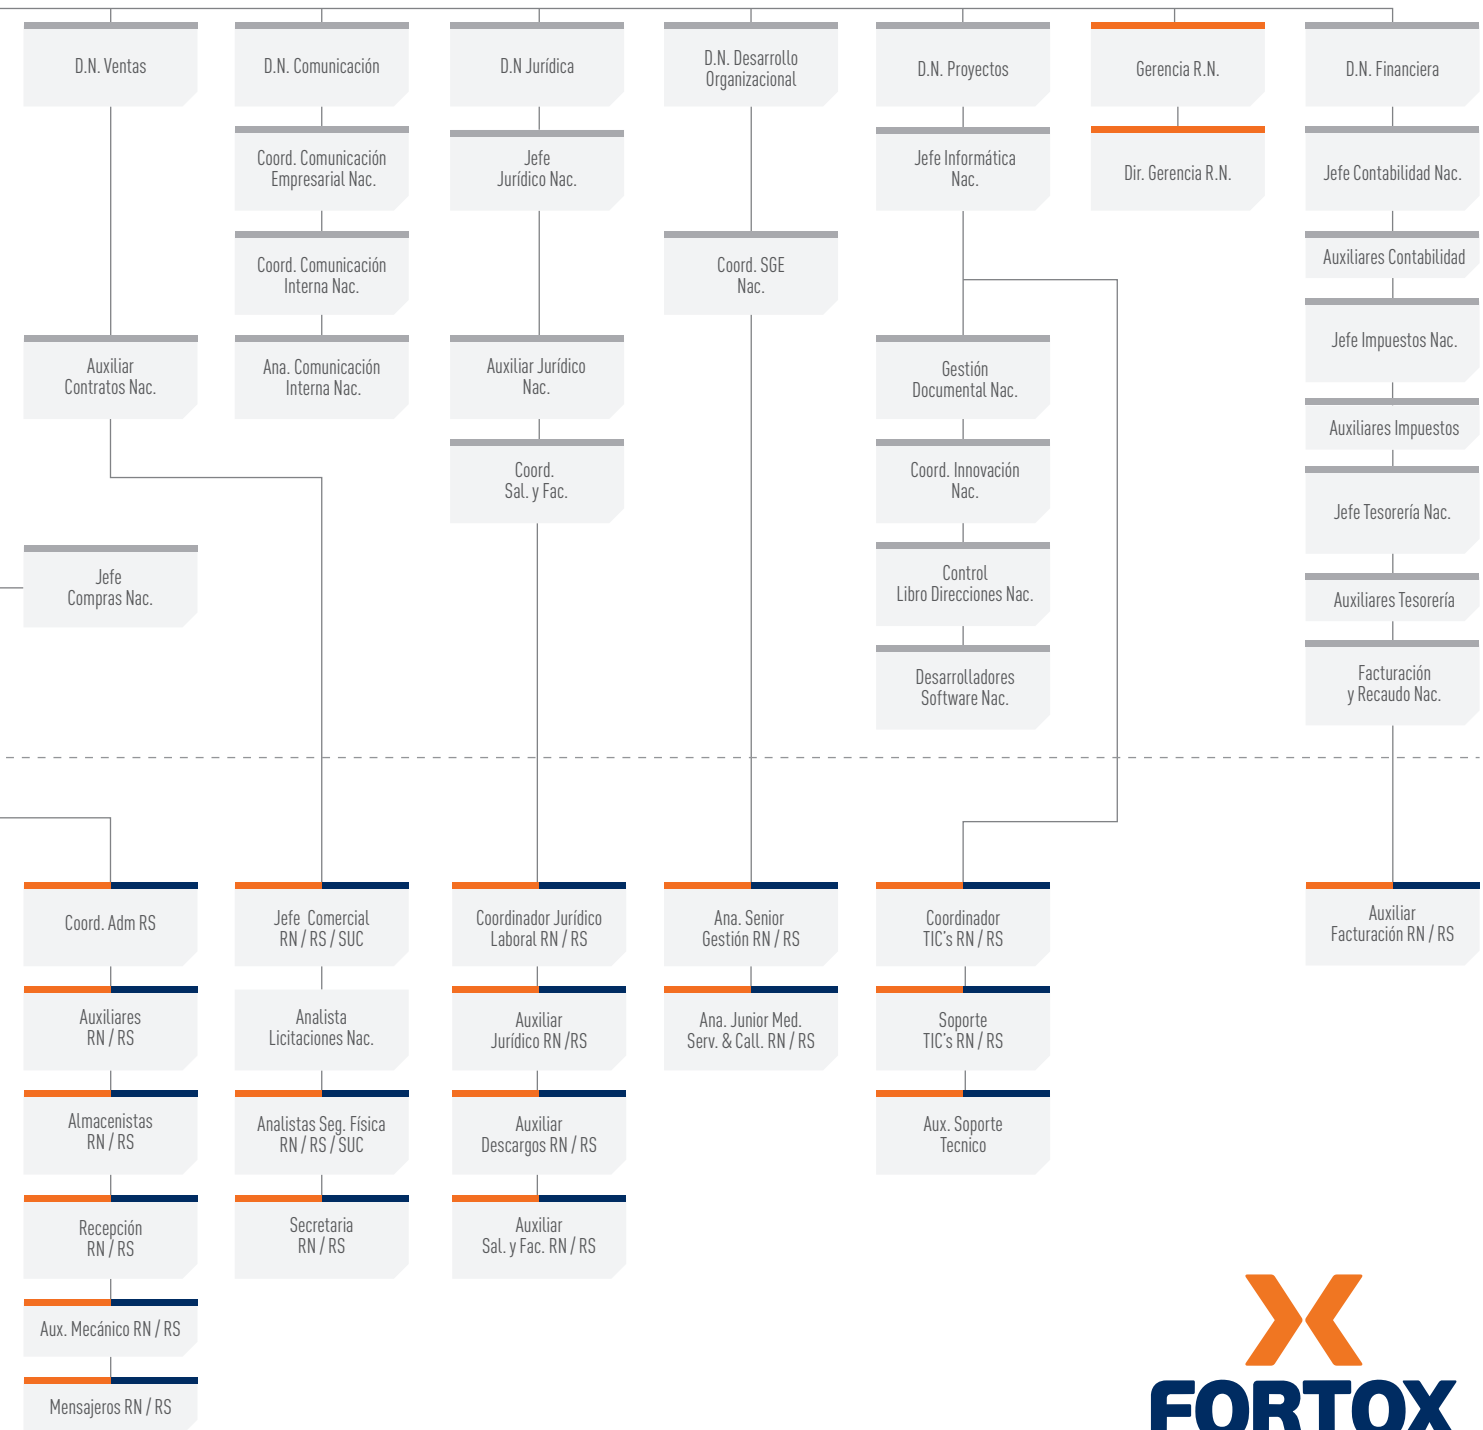 D.N. Ventas
D.N. Comunicación
D.N Jurídica
D.N. Desarrollo
Organizacional
D.N. Proyectos
Gerencia R.N.
D.N. Financiera
Coord. Comunicación
Empresarial Nac.
Jefe
Jurídico Nac.
Jefe Informática
Nac.
Dir. Gerencia R.N.
Jefe Contabilidad Nac.
Coord. Comunicación
Interna Nac.
Coord. SGE
Nac.
Auxiliares Contabilidad
Jefe Impuestos Nac.
Auxiliar
Contratos Nac.
Ana. Comunicación
Interna Nac.
Auxiliar Jurídico
Nac.
Gestión
Documental Nac.
Auxiliares Impuestos
Coord.
Sal. y Fac.
Coord. Innovación
Nac.
Jefe Tesorería Nac.
Jefe
Compras Nac.
Control
Libro Direcciones Nac.
Auxiliares Tesorería
Desarrolladores
Software Nac.
Facturación
y Recaudo Nac.
Coord. Adm RS
Jefe Comercial
RN / RS / SUC
Coordinador Jurídico
Laboral RN / RS
Ana. Senior
Gestión RN / RS
Coordinador
TIC's RN / RS
Auxiliar
Facturación RN / RS
Auxiliares
RN / RS
Analista
Licitaciones Nac.
Auxiliar
Jurídico RN /RS
Ana. Junior Med.
Serv. & Call. RN / RS
Soporte
TIC's RN / RS
Almacenistas
RN / RS
Analistas Seg. Física
RN / RS / SUC
Auxiliar
Descargos RN / RS
Aux. Soporte
Tecnico
Recepción
RN / RS
Secretaria
RN / RS
Auxiliar
Sal. y Fac. RN / RS
Aux. Mecánico RN / RS
Mensajeros RN / RS
FORTOX